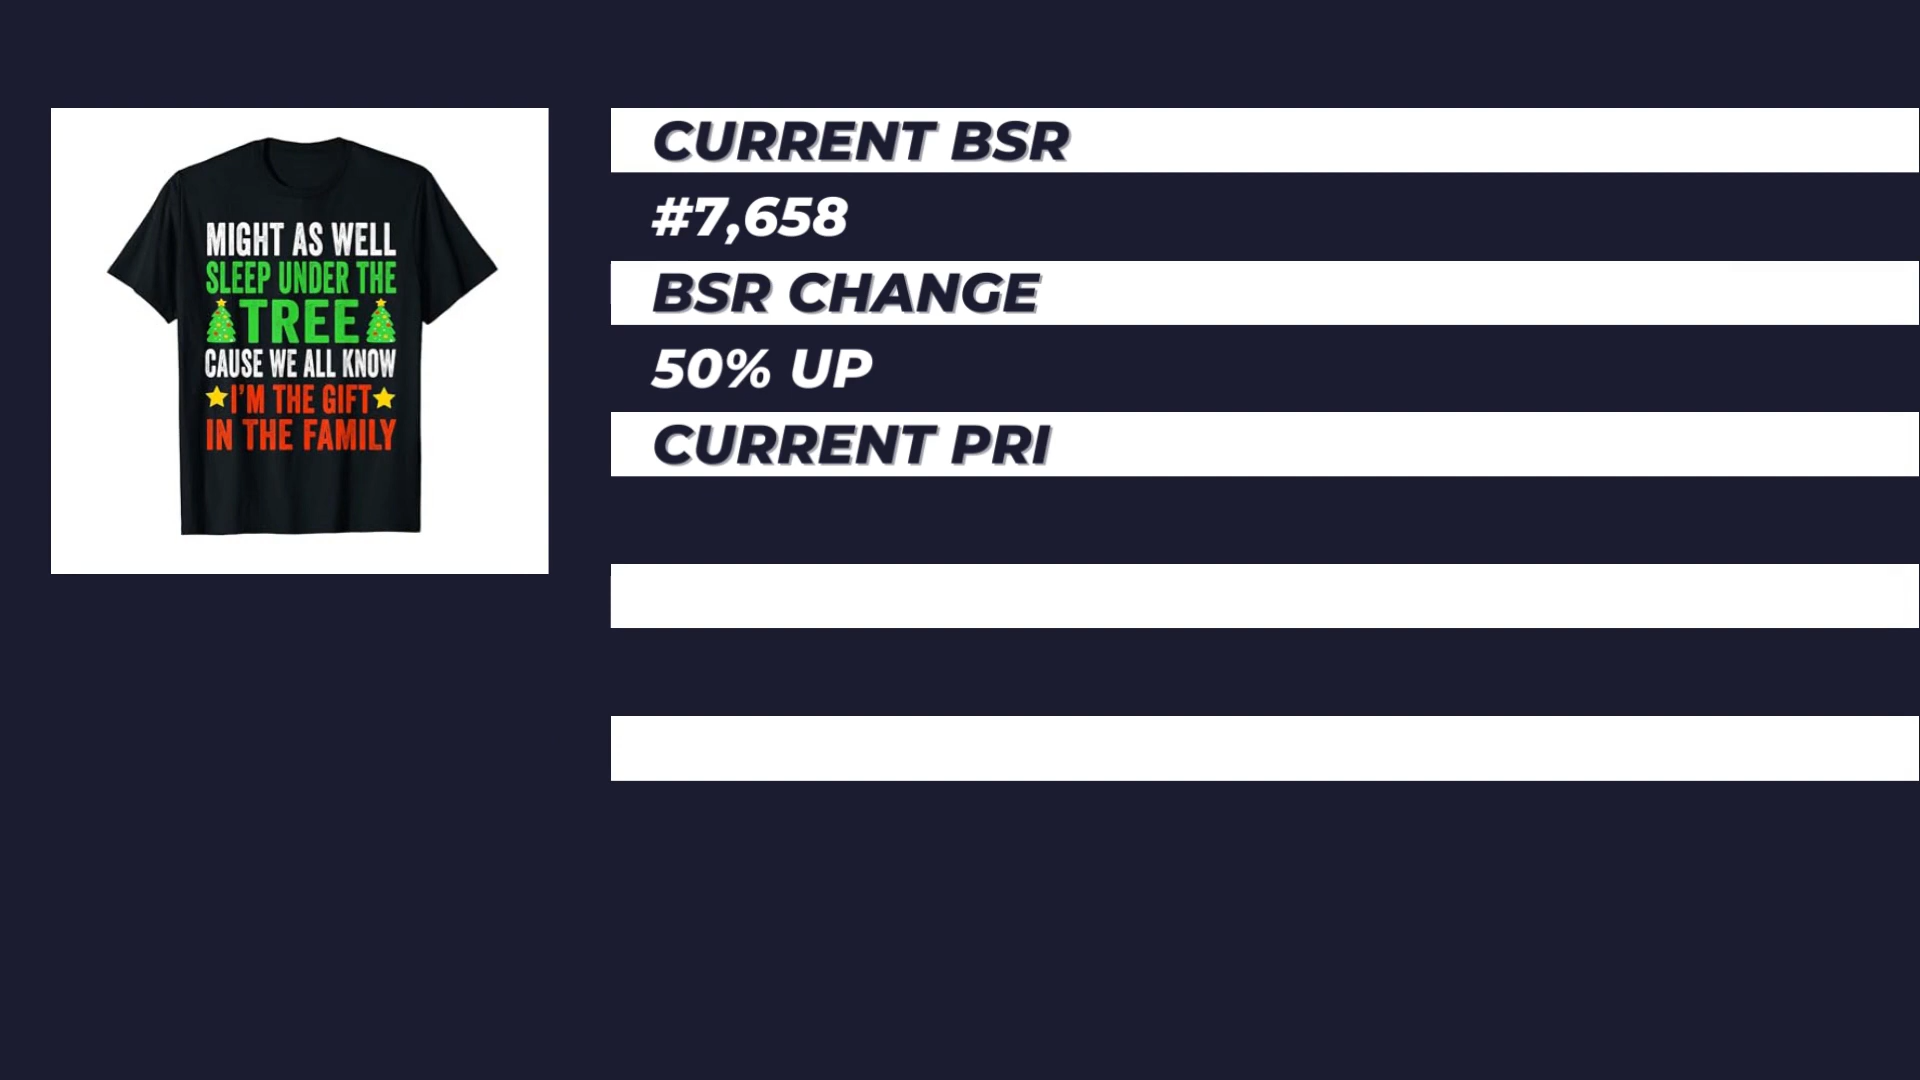 MIGHT AS WELL
SLEEP UNDER THE
TREE
CAUSE WE ALL KNOW
I'M THE GIFT
IN THE FAMILY
CURRENT BSR
#7,658
BSR CHANGE
50% UP
CURRENT PRI